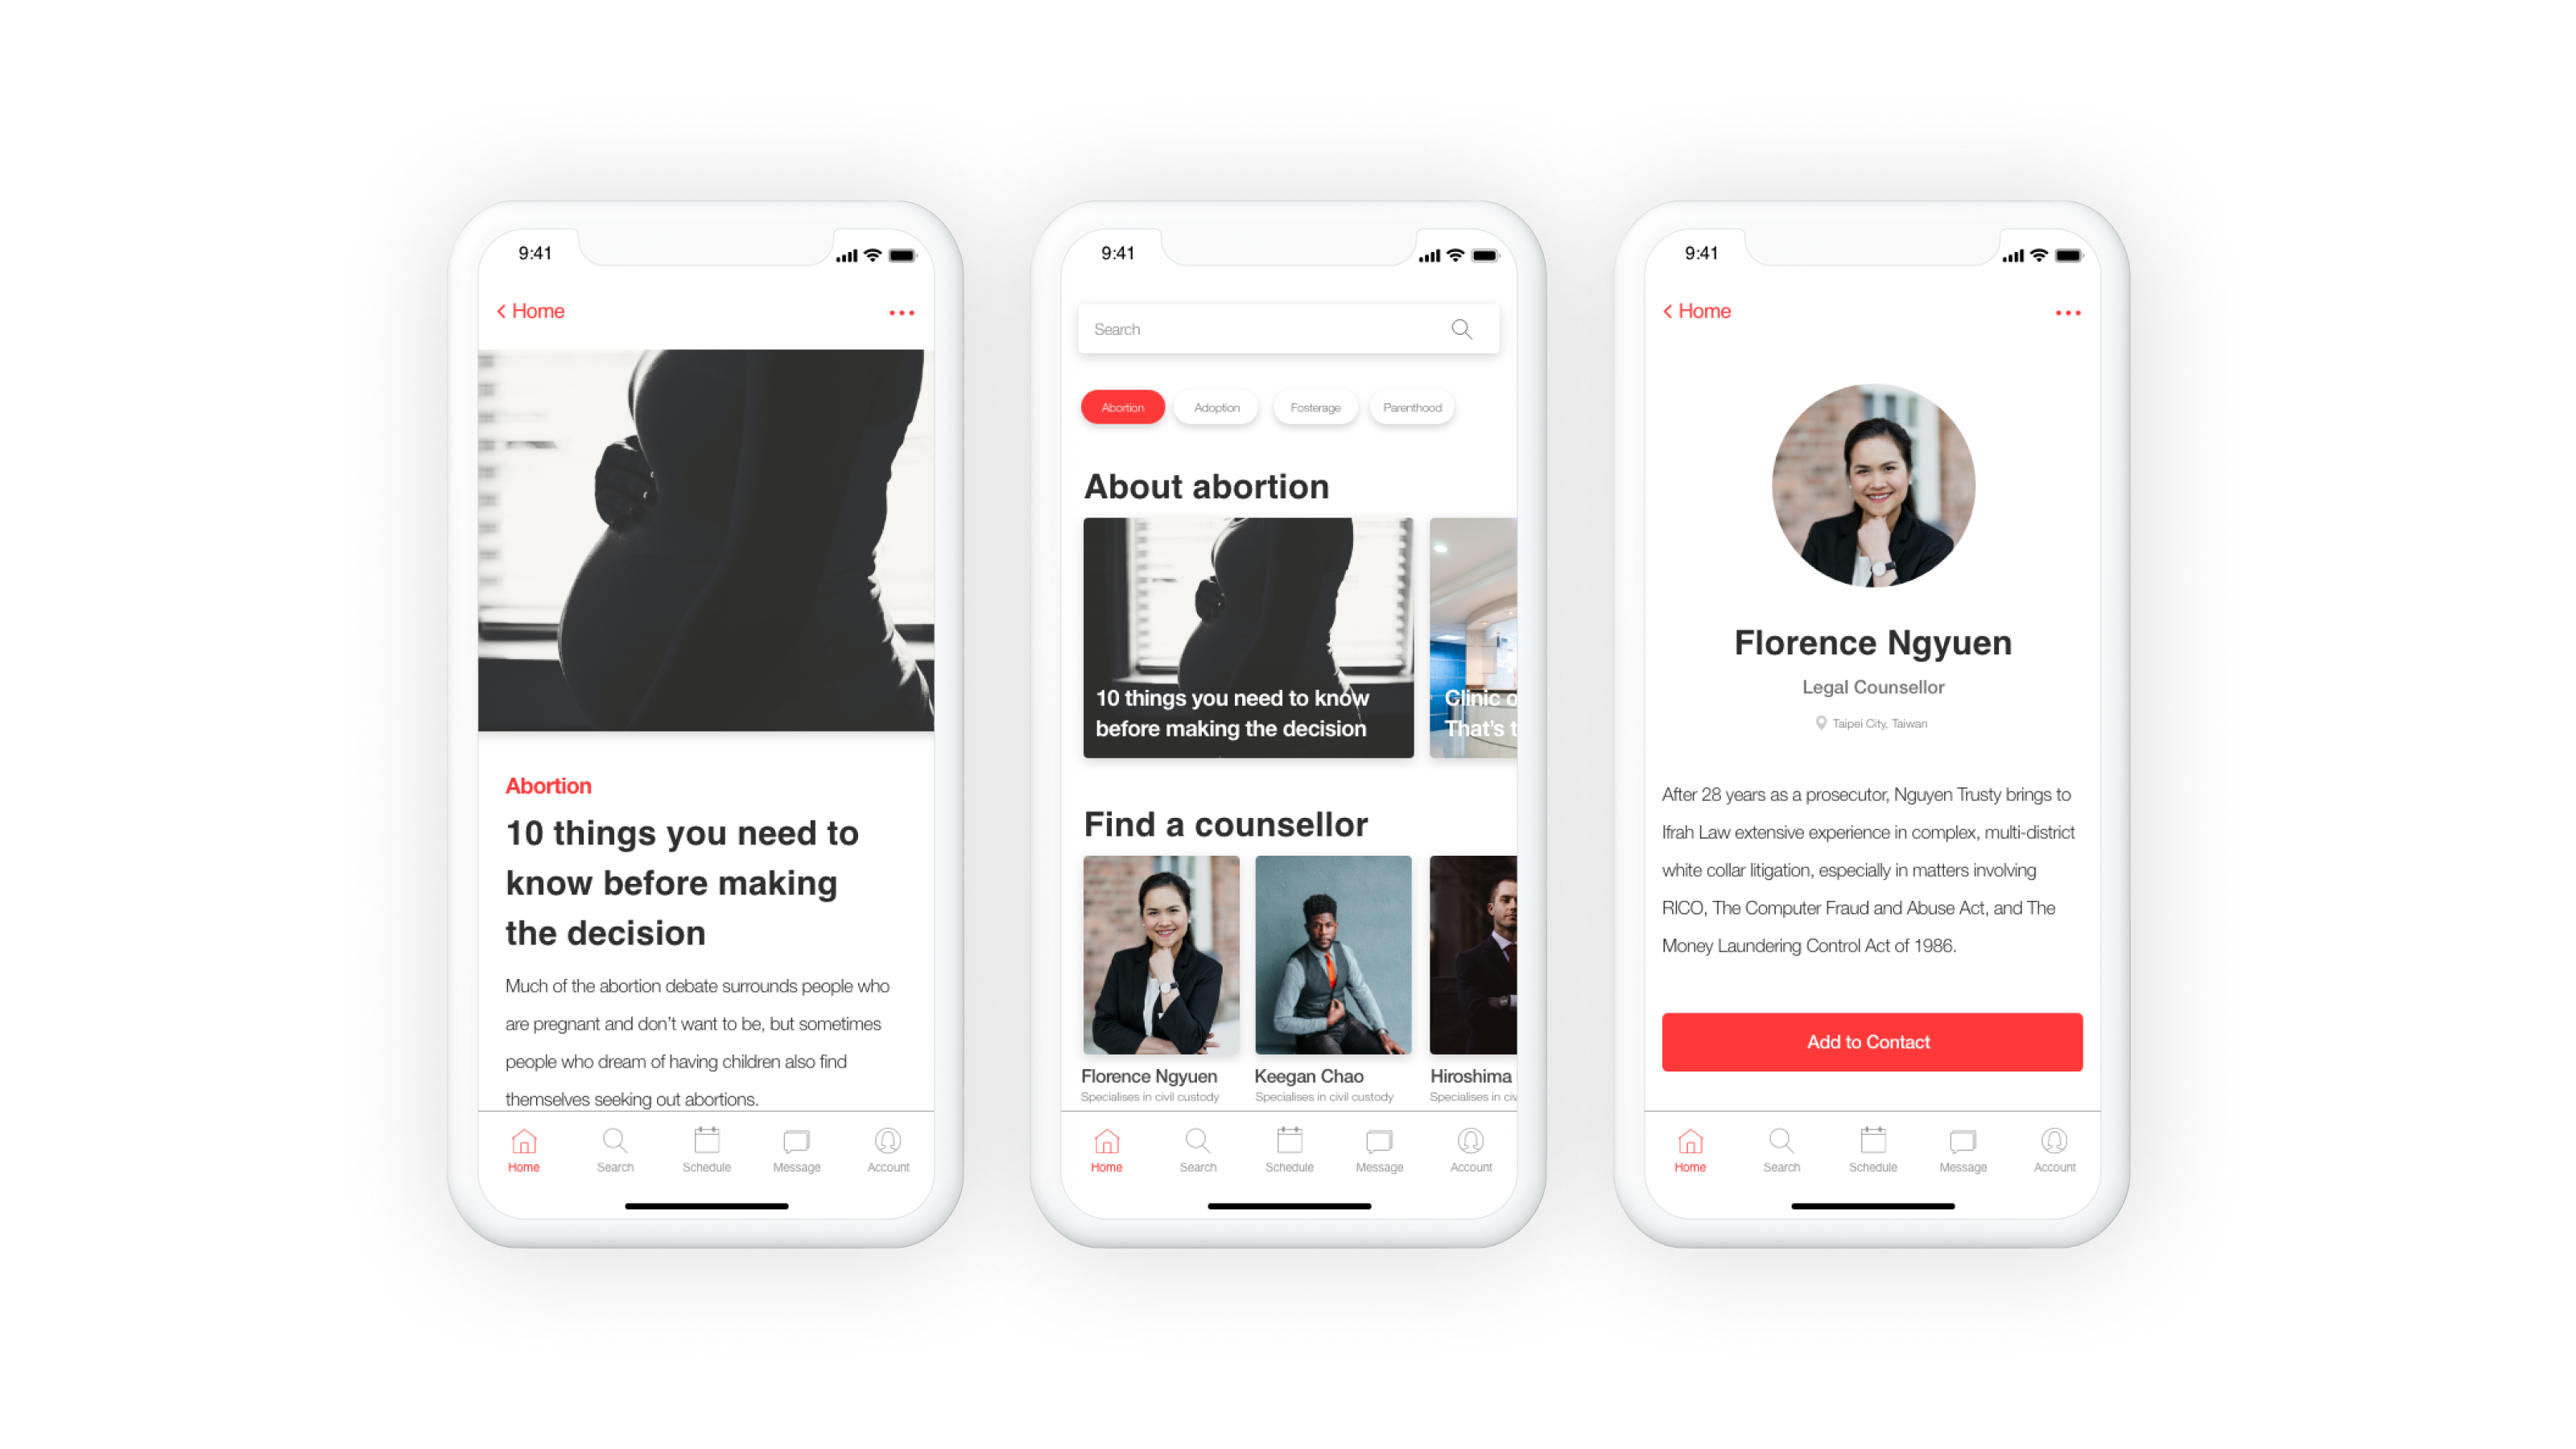 9:41
< Home
Abortion
10 things you need to
know before making
the decision
Much of the abortion debate surrounds people who
are pregnant and don't want to be, but sometimes
people who dream of having children also find
themselves seeking out abortions.
Home Search Schedule Message Account
9:41
Search
Abortion Adoption Fosterage Parenthood
About abortion
10 things you need to know
before making the decision
Clinic
That's
Find a counsellor
Florence Ngyuen
Specialises in civil custody
Keegan Chao
Specialises in civil custody
Hiroshima
Specialises in
Home Search Schedule Message Account
9:41
< Home
Florence Ngyuen
Legal Counsellor
Taipei City, Taiwan
After 28 years as a prosecutor, Nguyen Trusty brings to
Ifrah Law extensive experience in complex, multi-district
white collar litigation, especially in matters involving
RICO, The Computer Fraud and Abuse Act, and The
Money Laundering Control Act of 1986.
Add to Contact
Home Search Schedule Message Account